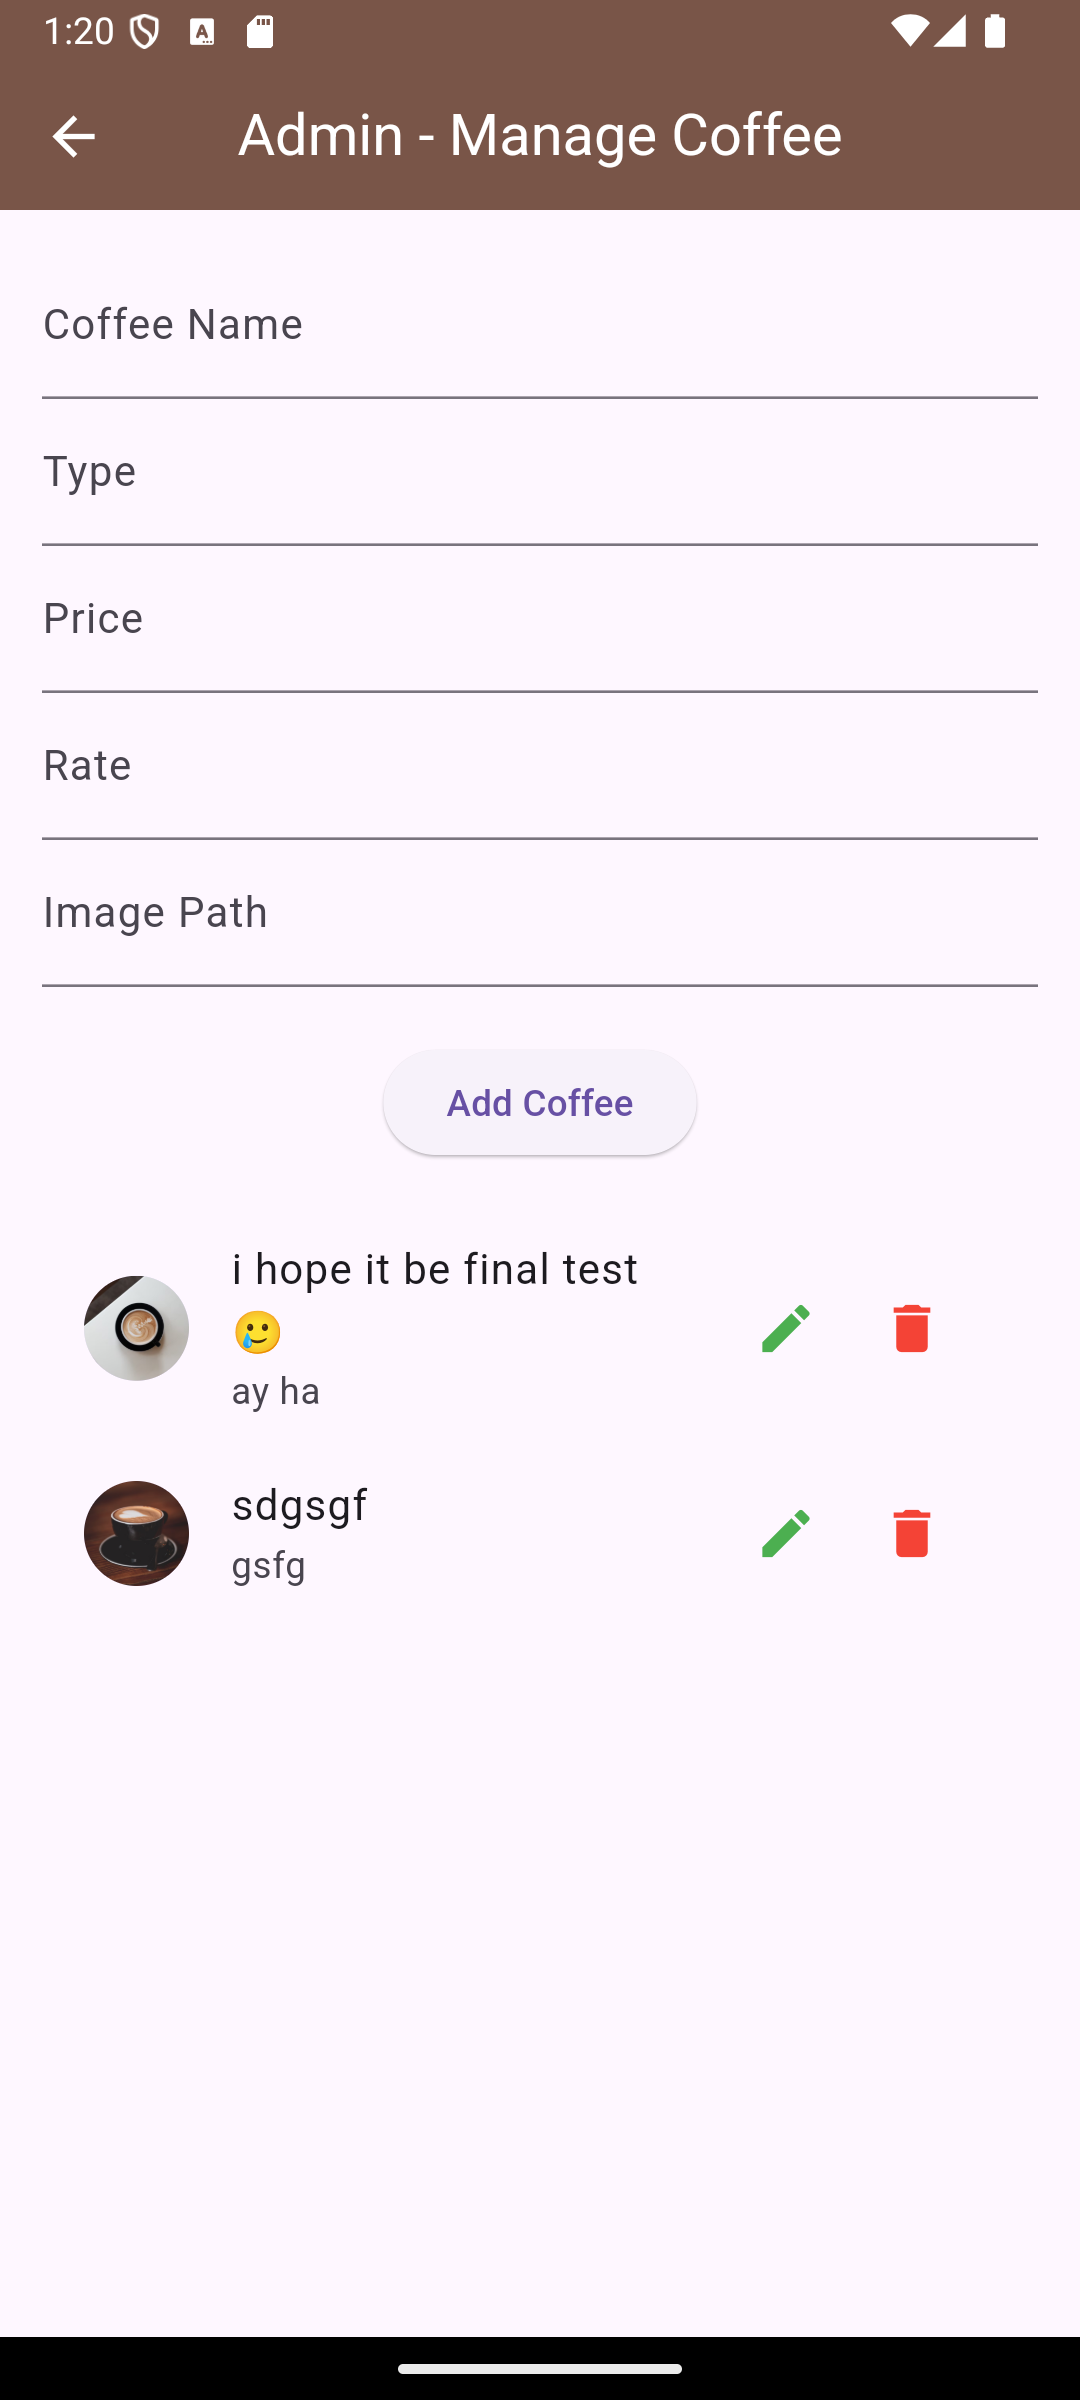 1:20
Admin - Manage Coffee
Coffee Name
Type
Price
Rate
Image Path
Add Coffee
i hope it be final test
🥲
ay ha
sdgsgf
gsfg